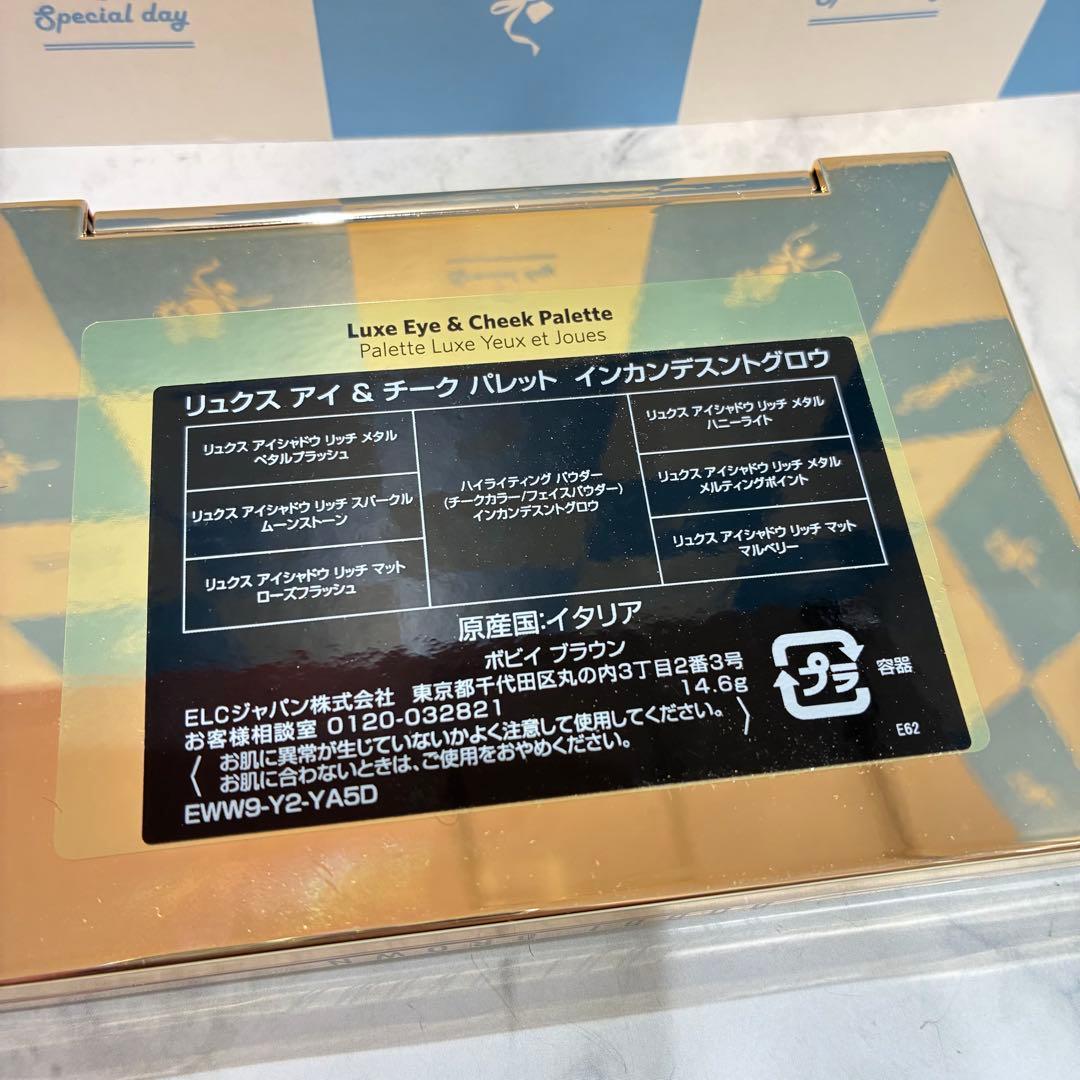 Special day
Special day
Luxe Eye & Cheek Palette
Palette Luxe Yeux et Joues
リュクス アイ & チーク パレット インカンデスントグロウ
リュクス アイシャドウ リッチ メタル
ペタルブラッシュ
リュクス アイシャドウ リッチ スパークル
ムーンストーン
リュクス アイシャドウ リッチ マット
ローズフラッシュ
ハイライティング パウダー
(チークカラー/フェイスパウダー)
インカンデスントグロウ
リュクス アイシャドウ リッチ メタル
ハニーライト
リュクス アイシャドウ リッチ メタル
メルティングポイント
リュクス アイシャドウ リッチ マット
マルベリー
原産国:イタリア
ボビイ ブラウン
ELCジャパン株式会社 東京都千代田区丸の内3丁目2番3号
お客様相談室 0120-032821
14.6g
お肌に異常が生じていないかよく注意して使用してください。
お肌に合わないときは、ご使用をおやめください。
EWW9-Y2-YA5D
プラ
容器
E62